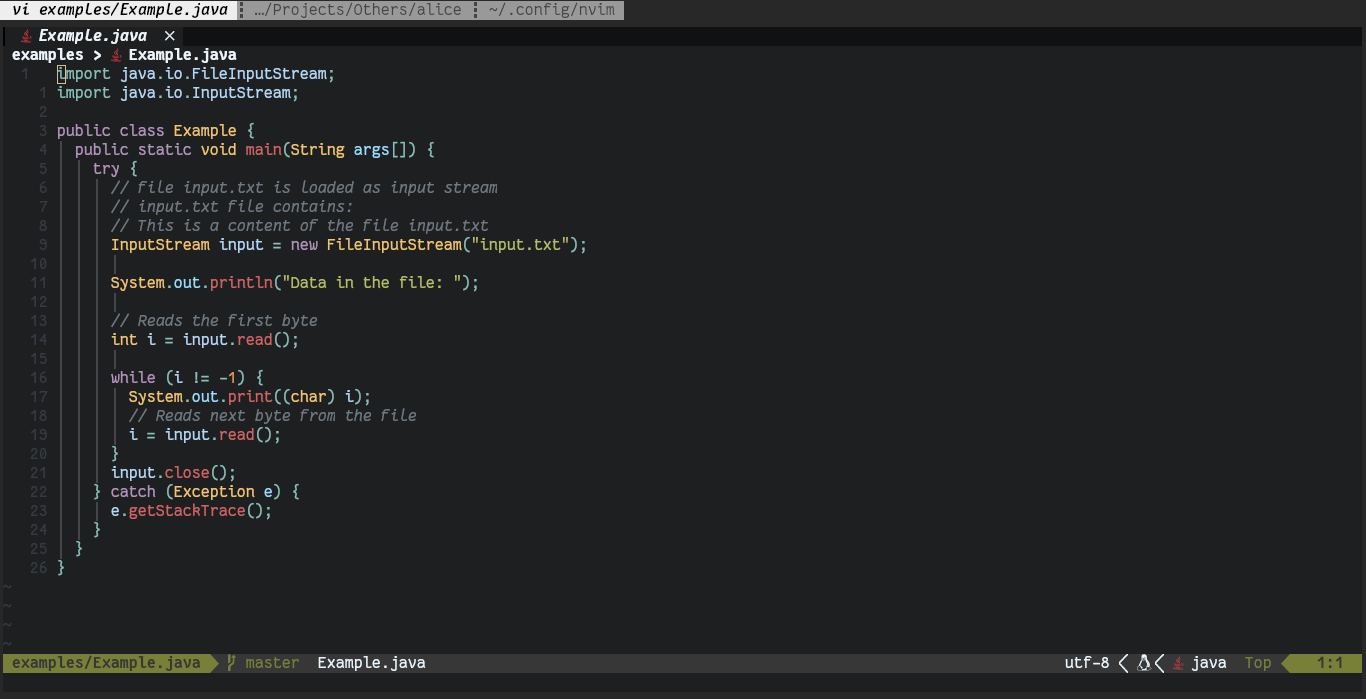 vi examples/Example.java ¦ …/Projects/Others/alice ¦ ~/.config/nvim
Example.java ×
examples > Example.java
1 import java.io.FileInputStream;
1 import java.io.InputStream;
2
3 public class Example {
4 public static void main(String args[]) {
5 try {
6 // file input.txt is loaded as input stream
7 // input.txt file contains:
8 // This is a content of the file input.txt
9 InputStream input = new FileInputStream("input.txt");
10
11 System.out.println("Data in the file: ");
12
13 // Reads the first byte
14 int i = input.read();
15
16 while (i != -1) {
17 System.out.print((char) i);
18 // Reads next byte from the file
19 i = input.read();
20 }
21 input.close();
22 } catch (Exception e) {
23 e.getStackTrace();
24 }
25 }
26 }
~
~
~
~
examples/Example.java master Example.java utf-8 < < java Top 1:1